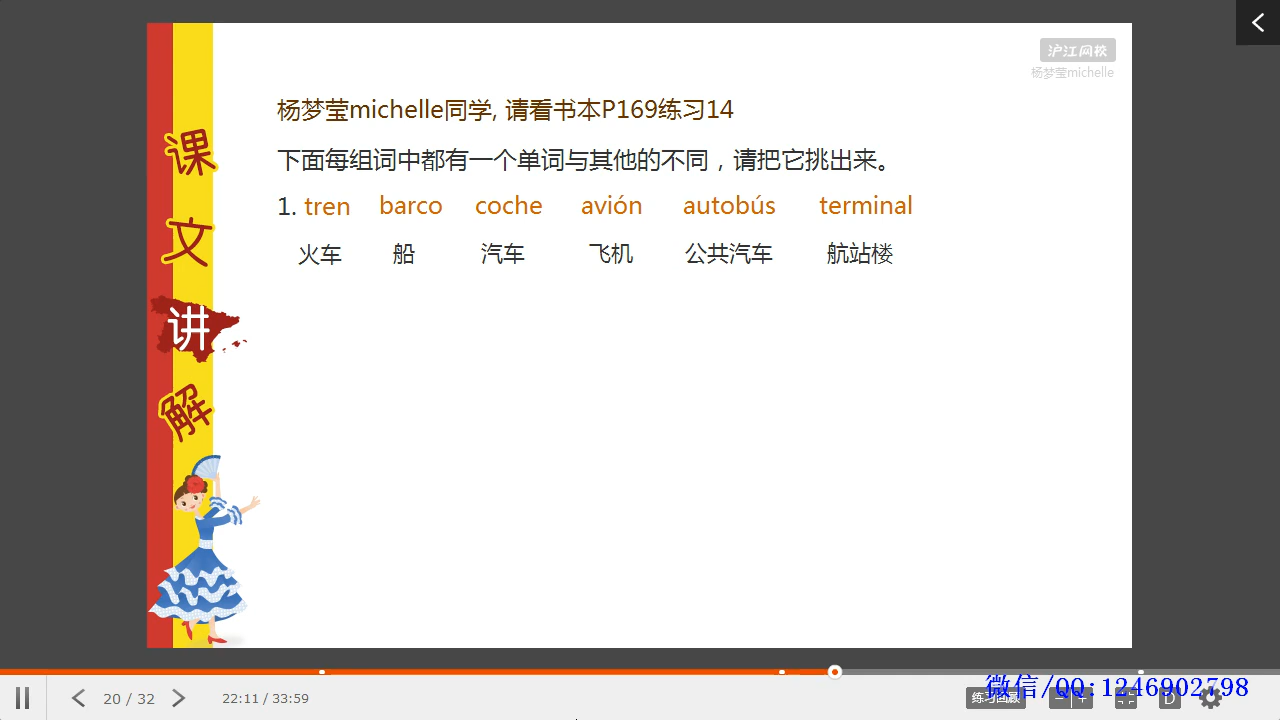 沪江网校
杨梦莹michelle
杨梦莹michelle同学, 请看书本P169练习14
下面每组词中都有一个单词与其他的不同，请把它挑出来。
1. tren barco coche avión autobús terminal
火车 船 汽车 飞机 公共汽车 航站楼
课
文
讲
解
微信/QQ:1246902798
20 / 32 22:11 / 33:59 D